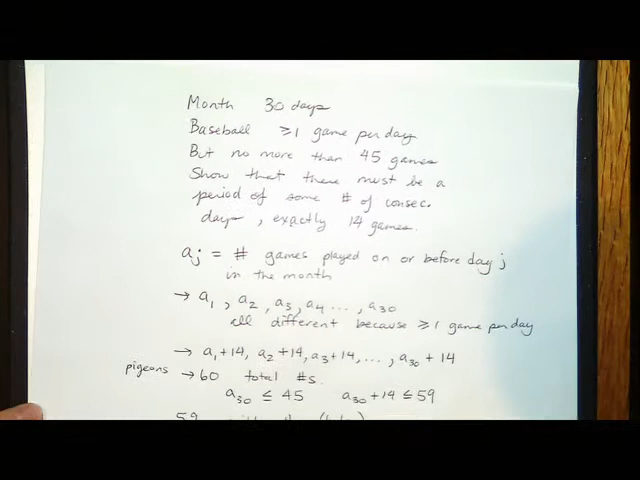 Month 30 days
Baseball ≥1 game per day
But no more than 45 games
Show that there must be a
period of some # of consec.
days, exactly 14 games.
aj = # games played on or before day j
in the month
→ a1, a2, a3, a4 ..., a30
all different because ≥1 game per day
→ a1+14, a2+14, a3+14, ..., a30+14
pigeons → 60 total #s.
a30 ≤ 45 a30+14 ≤ 59
59